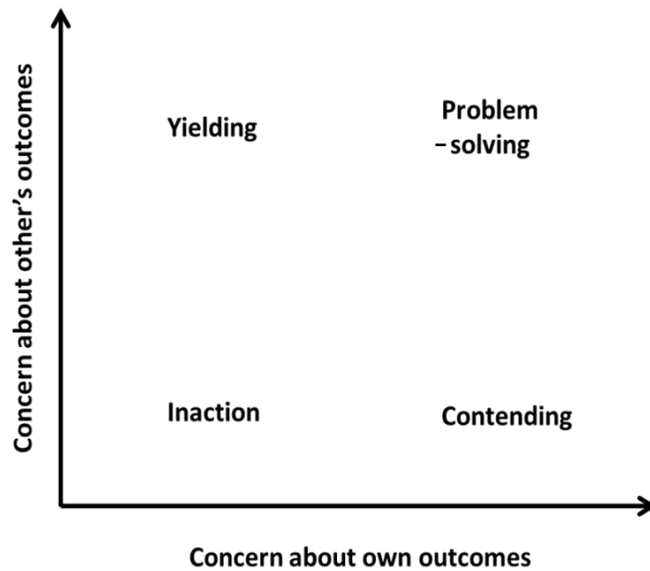 Concern about other's outcomes
Yielding
Problem
–solving
Inaction
Contending
Concern about own outcomes